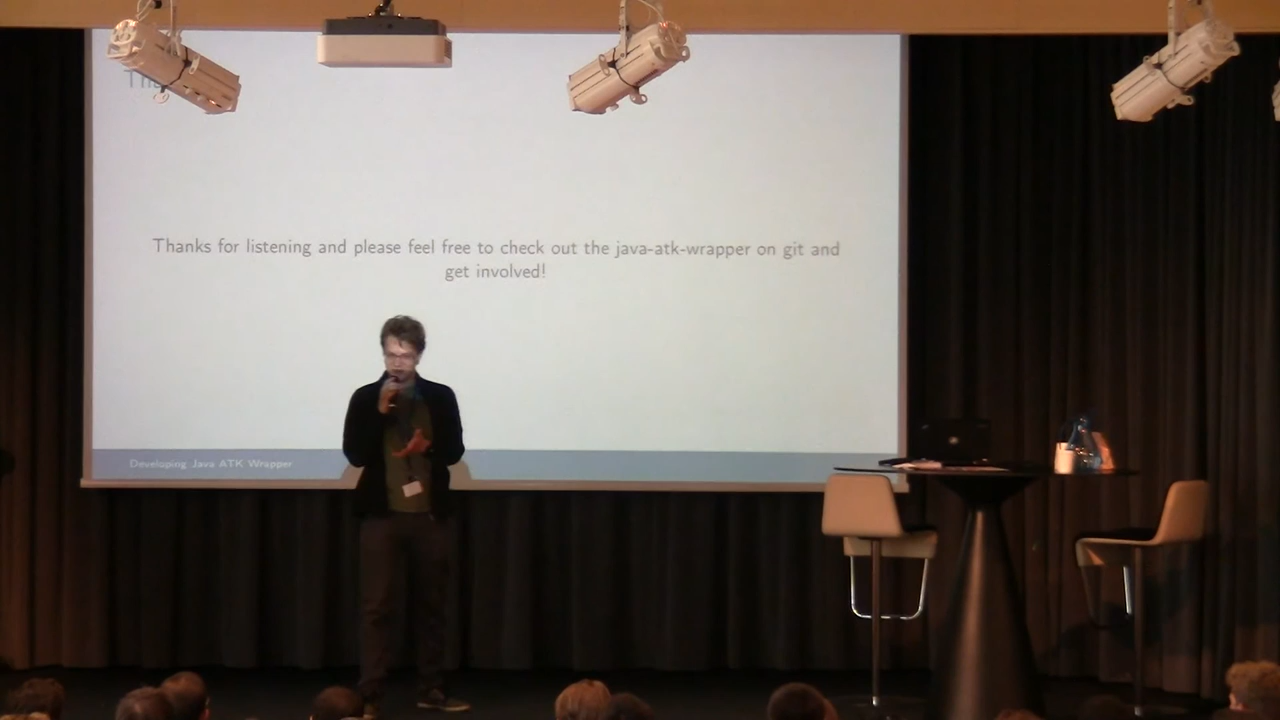 Thanks for listening and please feel free to check out the java-atk-wrapper on git and
get involved!
Developing Java ATK Wrapper